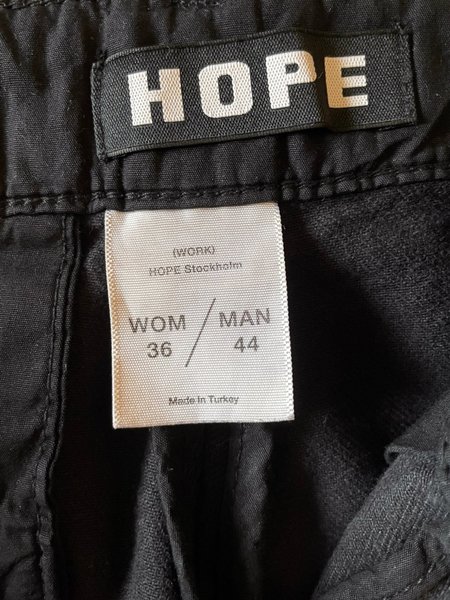 HOPE
(WORK)
HOPE Stockholm
WOM / MAN
36 44
Made in Turkey